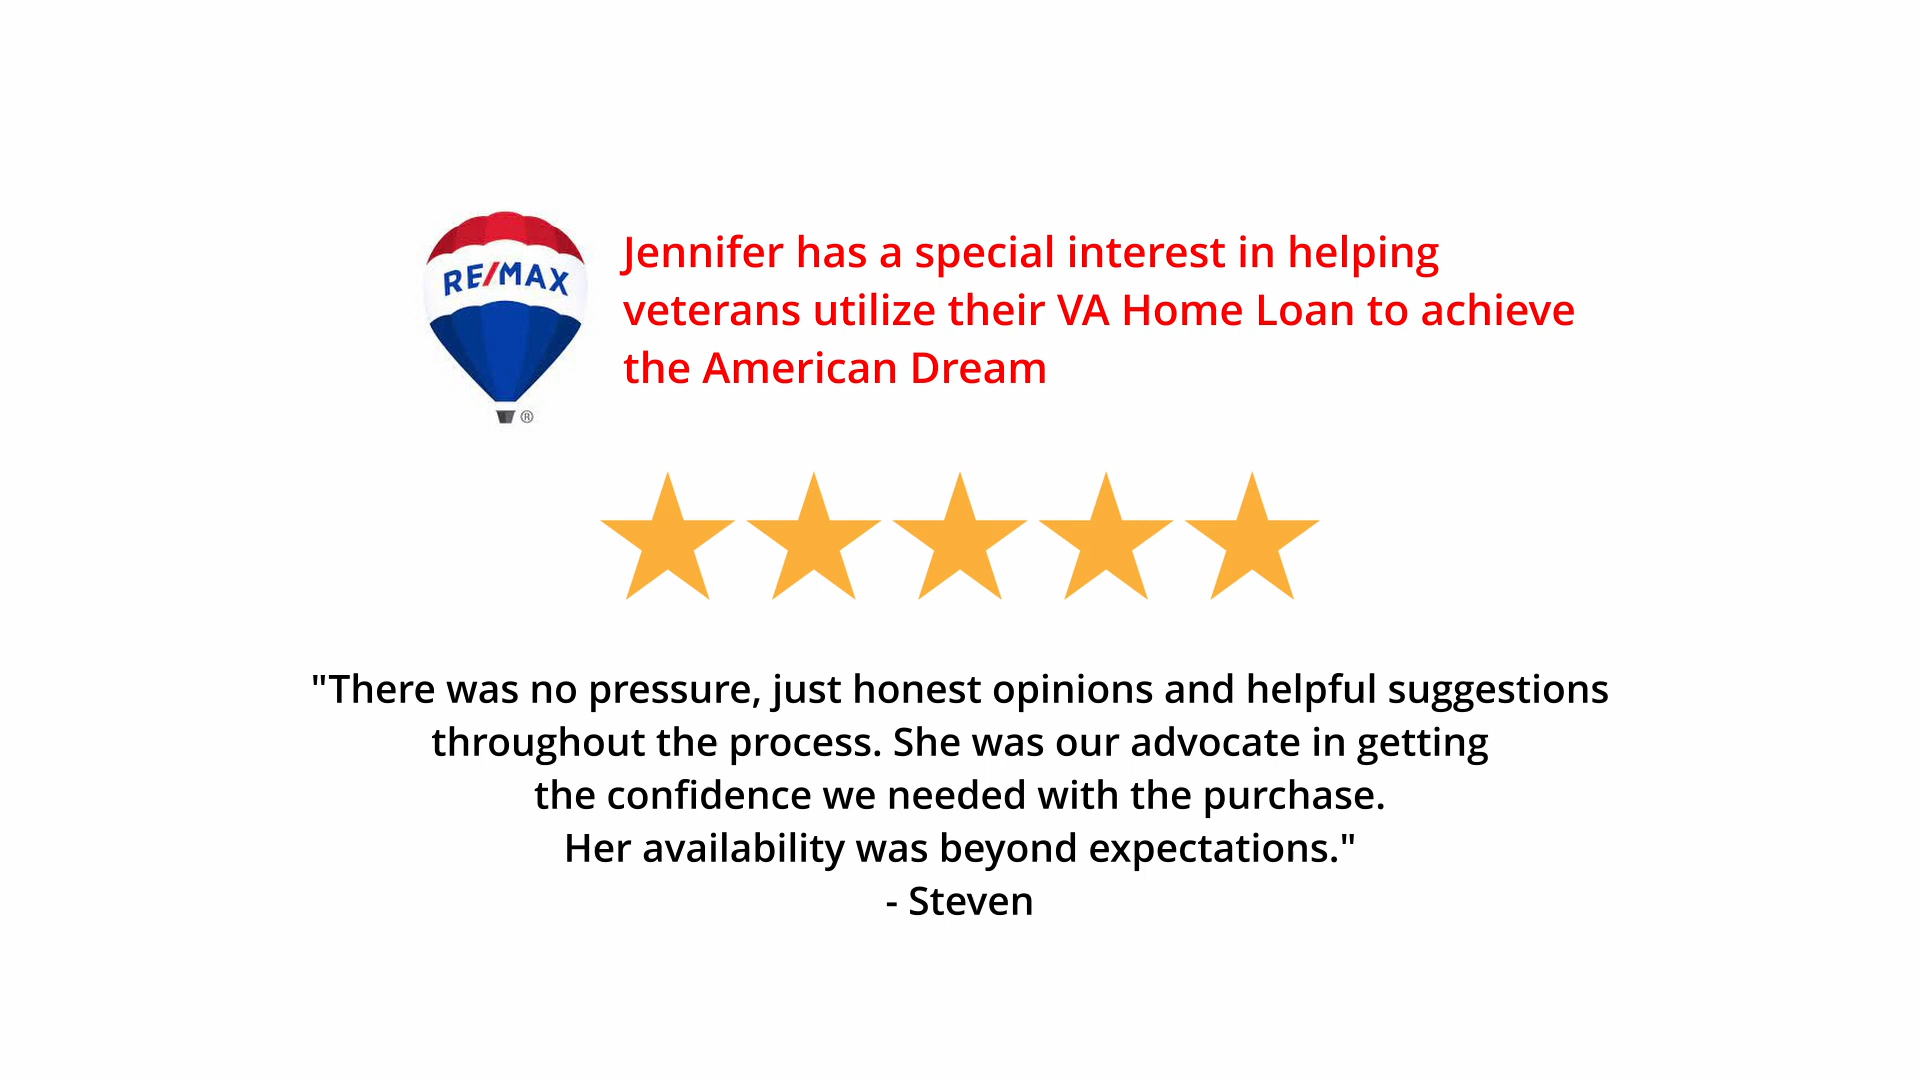 RE/MAX
®
Jennifer has a special interest in helping
veterans utilize their VA Home Loan to achieve
the American Dream
"There was no pressure, just honest opinions and helpful suggestions
throughout the process. She was our advocate in getting
the confidence we needed with the purchase.
Her availability was beyond expectations."
- Steven